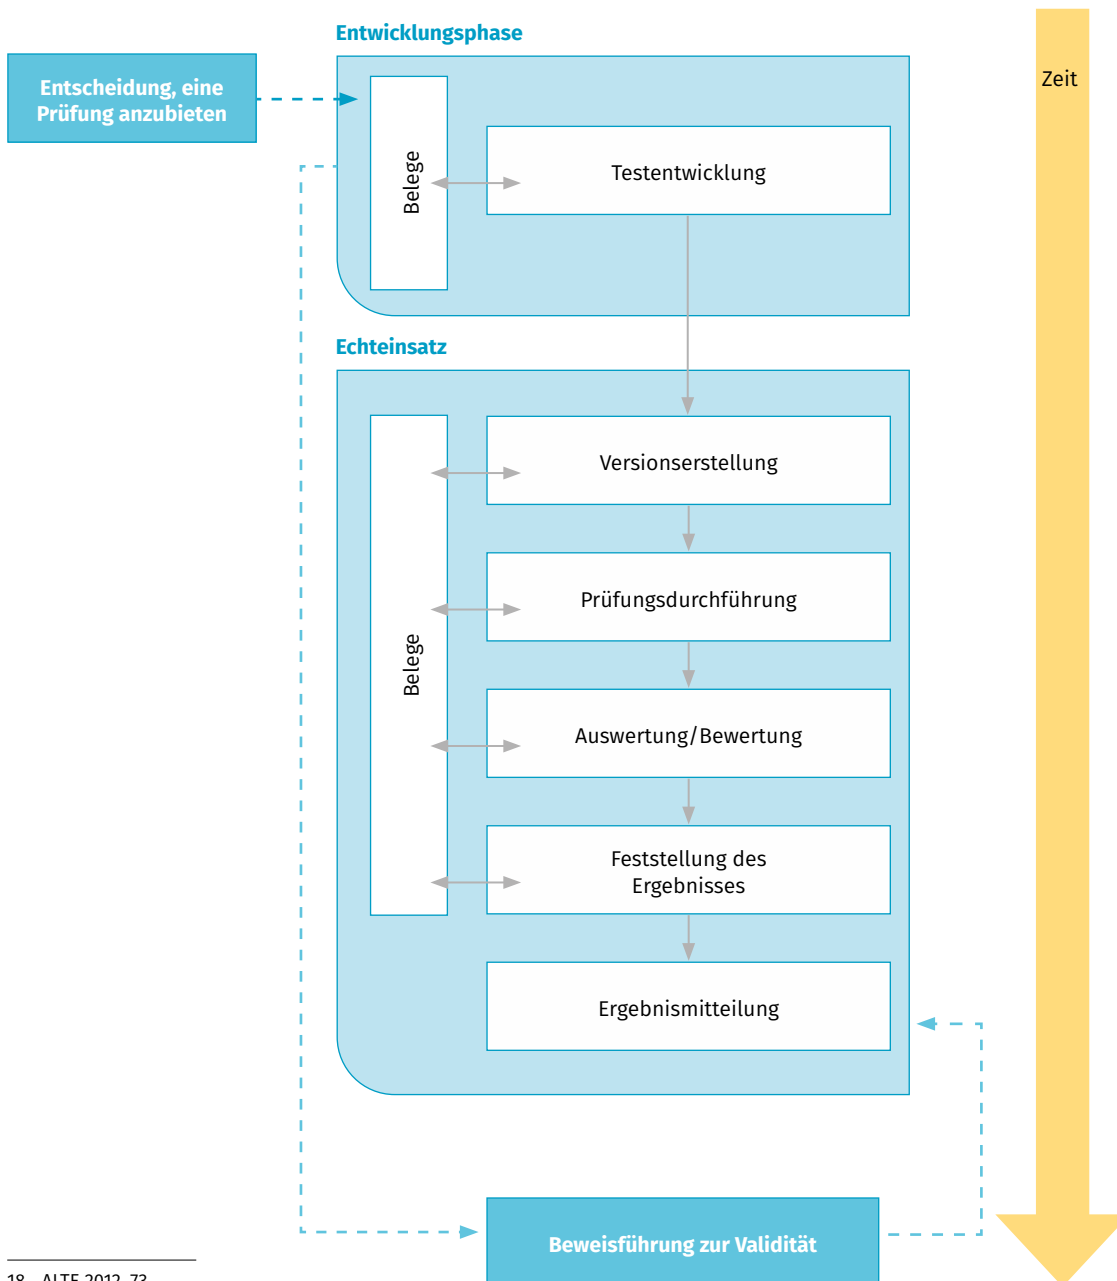 Entwicklungsphase
Entscheidung, eine
Prüfung anzubieten
Zeit
Belege
Testentwicklung
Echteinsatz
Versionserstellung
Prüfungsdurchführung
Belege
Auswertung/Bewertung
Feststellung des
Ergebnisses
Ergebnismitteilung
Beweisführung zur Validität
18 ALTE 2012, 73